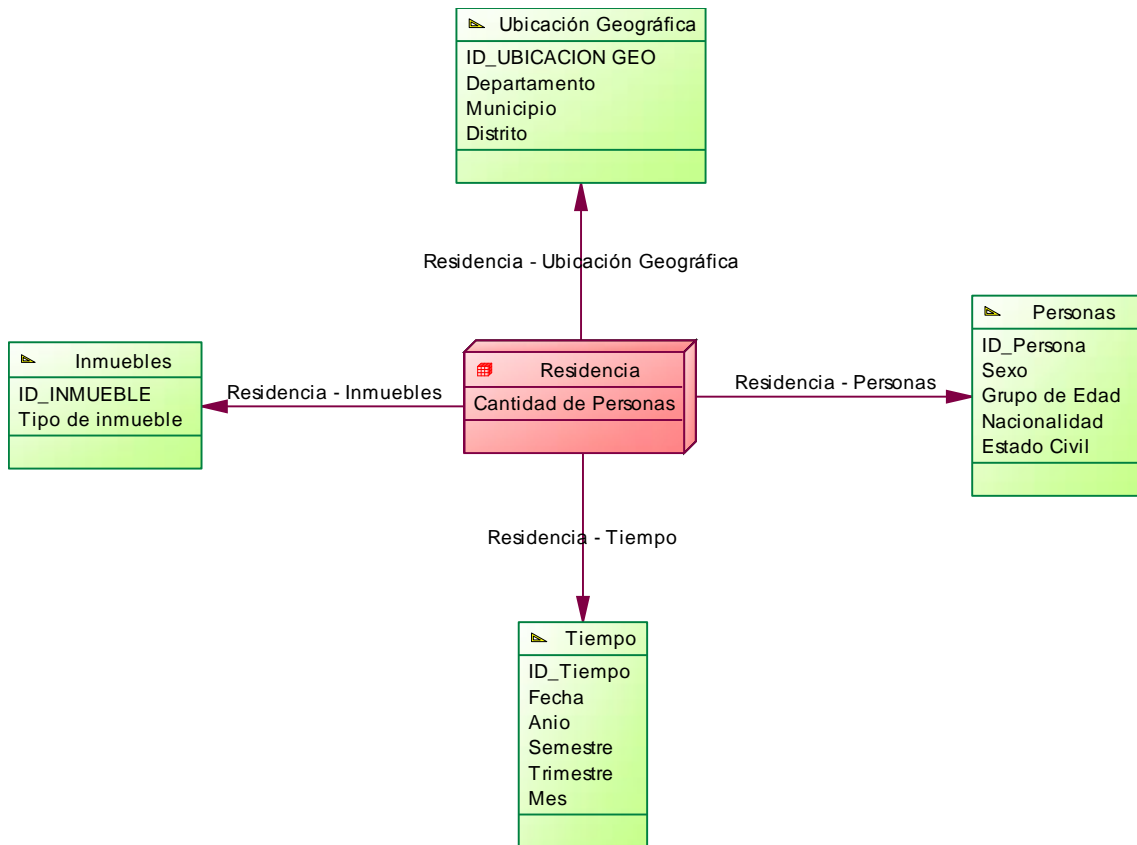 Ubicación Geográfica
ID_UBICACION GEO
Departamento
Municipio
Distrito
Residencia - Ubicación Geográfica
Personas
ID_Persona
Sexo
Grupo de Edad
Nacionalidad
Estado Civil
Inmuebles
ID_INMUEBLE
Tipo de inmueble
Residencia - Inmuebles
Residencia
Cantidad de Personas
Residencia - Personas
Residencia - Tiempo
Tiempo
ID_Tiempo
Fecha
Anio
Semestre
Trimestre
Mes